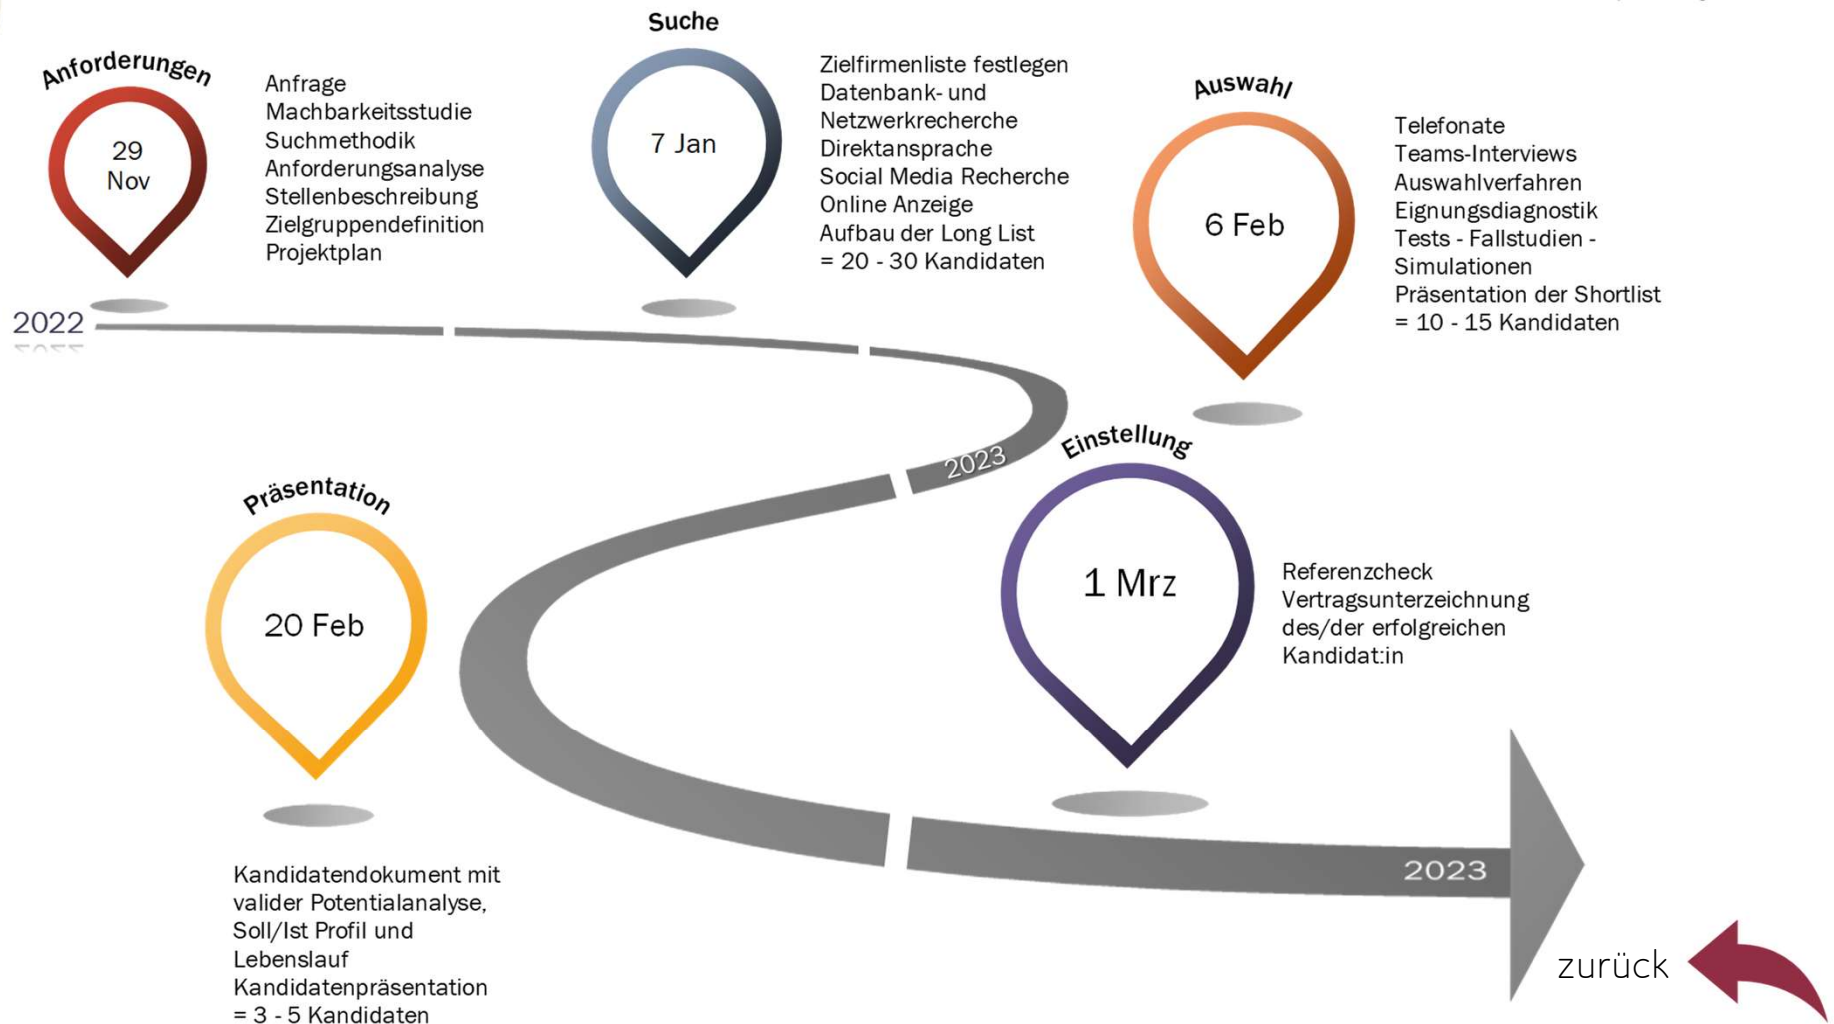 Anforderungen
29
Nov
Anfrage
Machbarkeitsstudie
Suchmethodik
Anforderungsanalyse
Stellenbeschreibung
Zielgruppendefinition
Projektplan
Suche
7 Jan
Zielfirmenliste festlegen
Datenbank- und
Netzwerkrecherche
Direktansprache
Social Media Recherche
Online Anzeige
Aufbau der Long List
= 20 - 30 Kandidaten
Auswahl
6 Feb
Telefonate
Teams-Interviews
Auswahlverfahren
Eignungsdiagnostik
Tests - Fallstudien -
Simulationen
Präsentation der Shortlist
= 10 - 15 Kandidaten
2022
2023
Präsentation
20 Feb
Kandidatendokument mit
valider Potentialanalyse,
Soll/Ist Profil und
Lebenslauf
Kandidatenpräsentation
= 3 - 5 Kandidaten
Einstellung
1 Mrz
Referenzcheck
Vertragsunterzeichnung
des/der erfolgreichen
Kandidat:in
2023
zurück